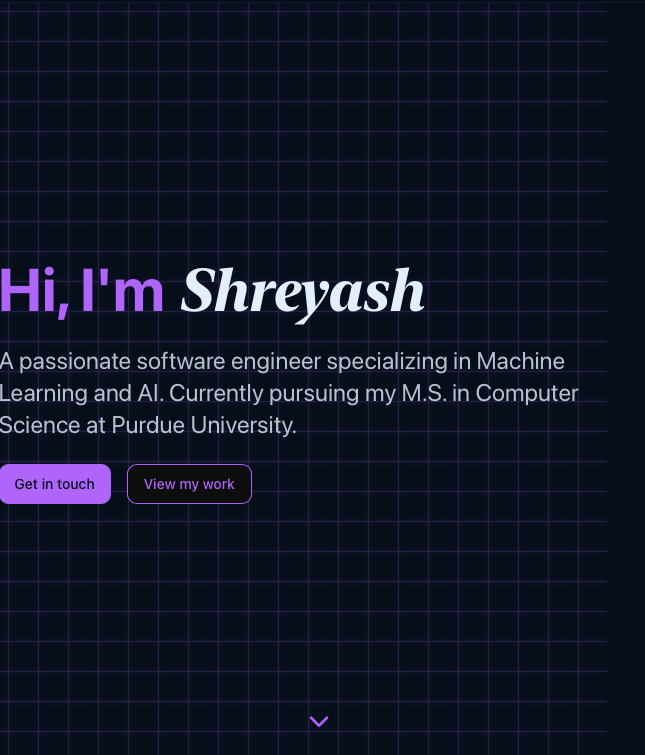 Hi, I'm Shreyash
A passionate software engineer specializing in Machine
Learning and AI. Currently pursuing my M.S. in Computer
Science at Purdue University.
Get in touch
View my work